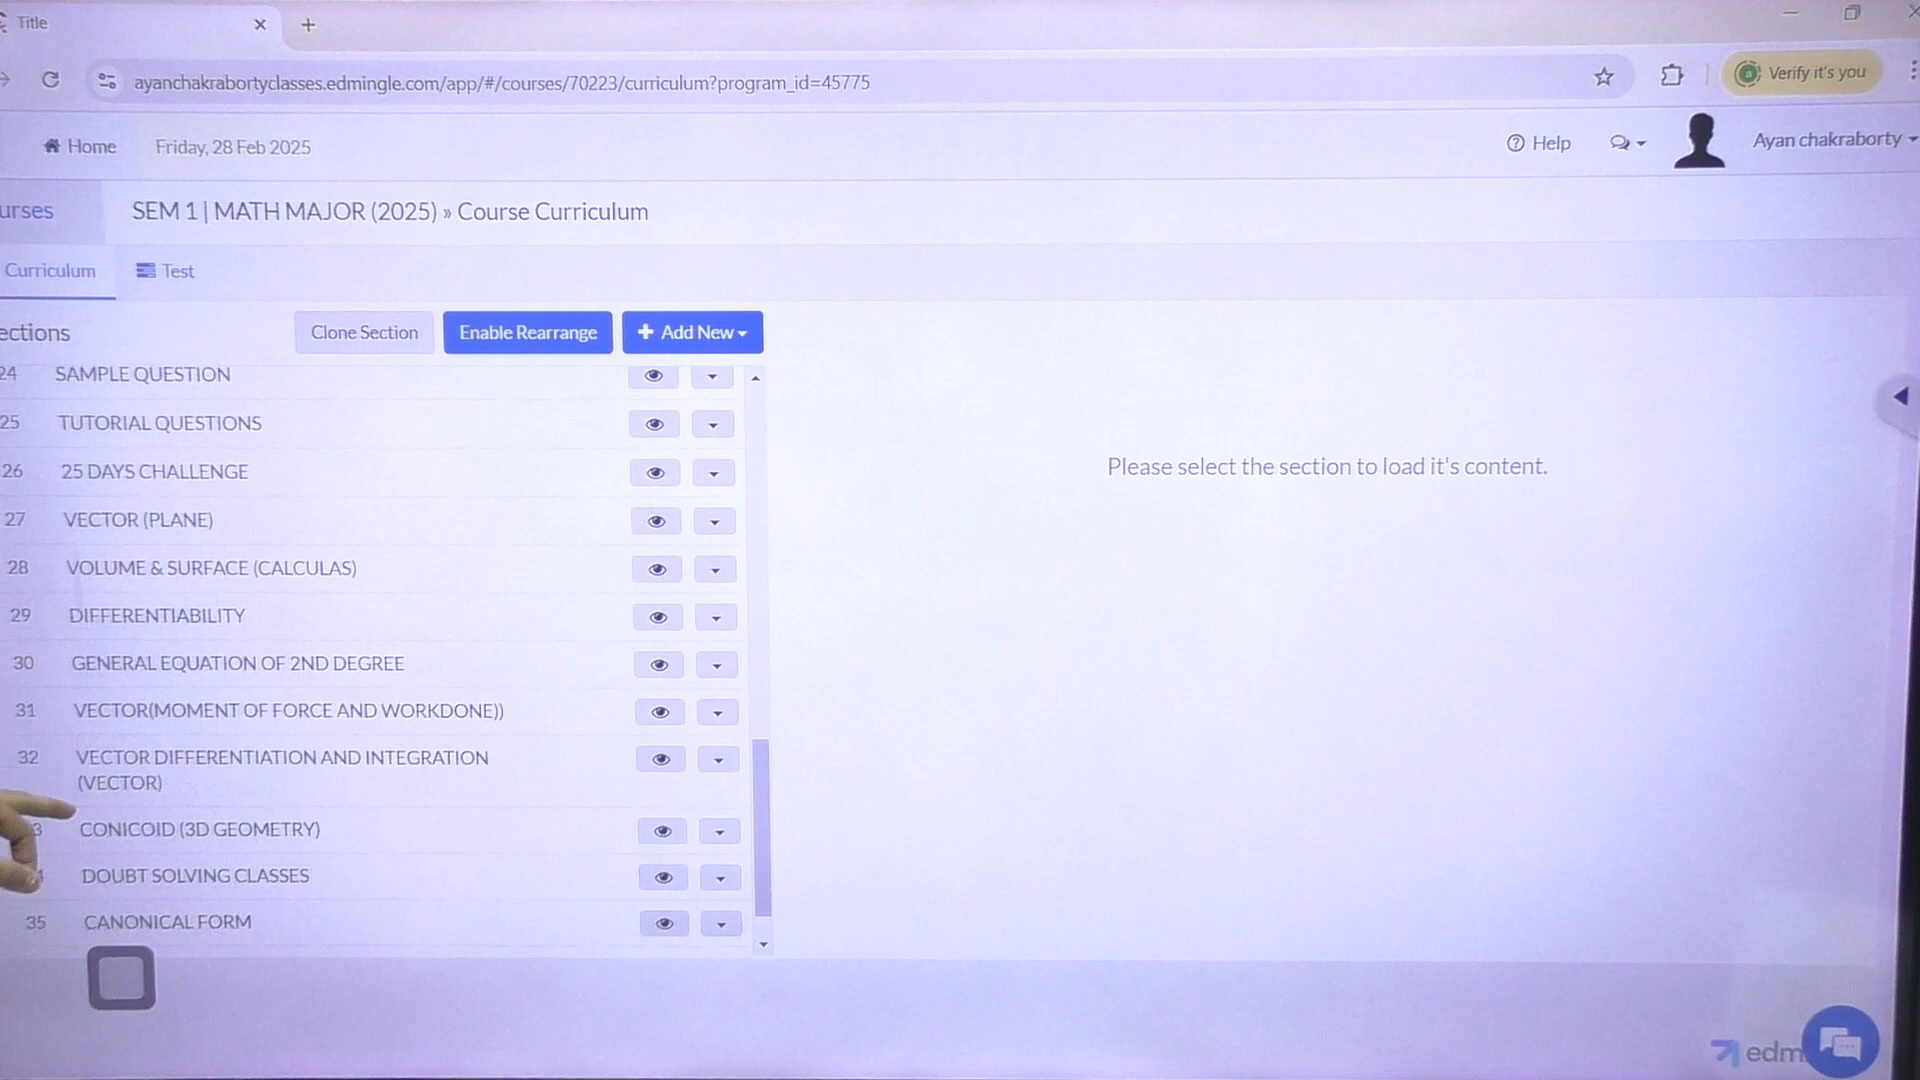 Title
ayanchakrabortyclasses.edmingle.com/app/#/courses/70223/curriculum?program_id=45775
Verify it's you
Home
Friday, 28 Feb 2025
Help
Ayan chakraborty
SEM 1 | MATH MAJOR (2025) » Course Curriculum
Curriculum
Test
Clone Section
Enable Rearrange
+ Add New
24 SAMPLE QUESTION
25 TUTORIAL QUESTIONS
26 25 DAYS CHALLENGE
27 VECTOR (PLANE)
28 VOLUME & SURFACE (CALCULAS)
29 DIFFERENTIABILITY
30 GENERAL EQUATION OF 2ND DEGREE
31 VECTOR(MOMENT OF FORCE AND WORKDONE))
32 VECTOR DIFFERENTIATION AND INTEGRATION
(VECTOR)
CONICOID (3D GEOMETRY)
DOUBT SOLVING CLASSES
35 CANONICAL FORM
Please select the section to load it's content.